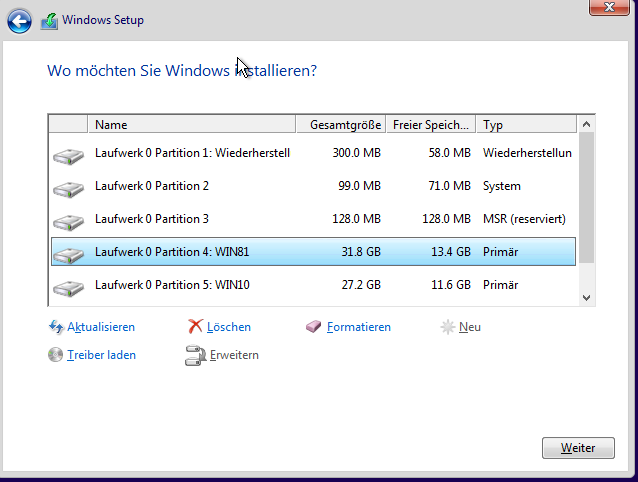 Windows Setup
Wo möchten Sie Windows installieren?
Name Gesamtgröße Freier Speich... Typ
Laufwerk 0 Partition 1: Wiederherstell 300.0 MB 58.0 MB Wiederherstellun
Laufwerk 0 Partition 2 99.0 MB 71.0 MB System
Laufwerk 0 Partition 3 128.0 MB 128.0 MB MSR (reserviert)
Laufwerk 0 Partition 4: WIN81 31.8 GB 13.4 GB Primär
Laufwerk 0 Partition 5: WIN10 27.2 GB 11.6 GB Primär
Aktualisieren Löschen Formatieren Neu
Treiber laden Erweitern
Weiter